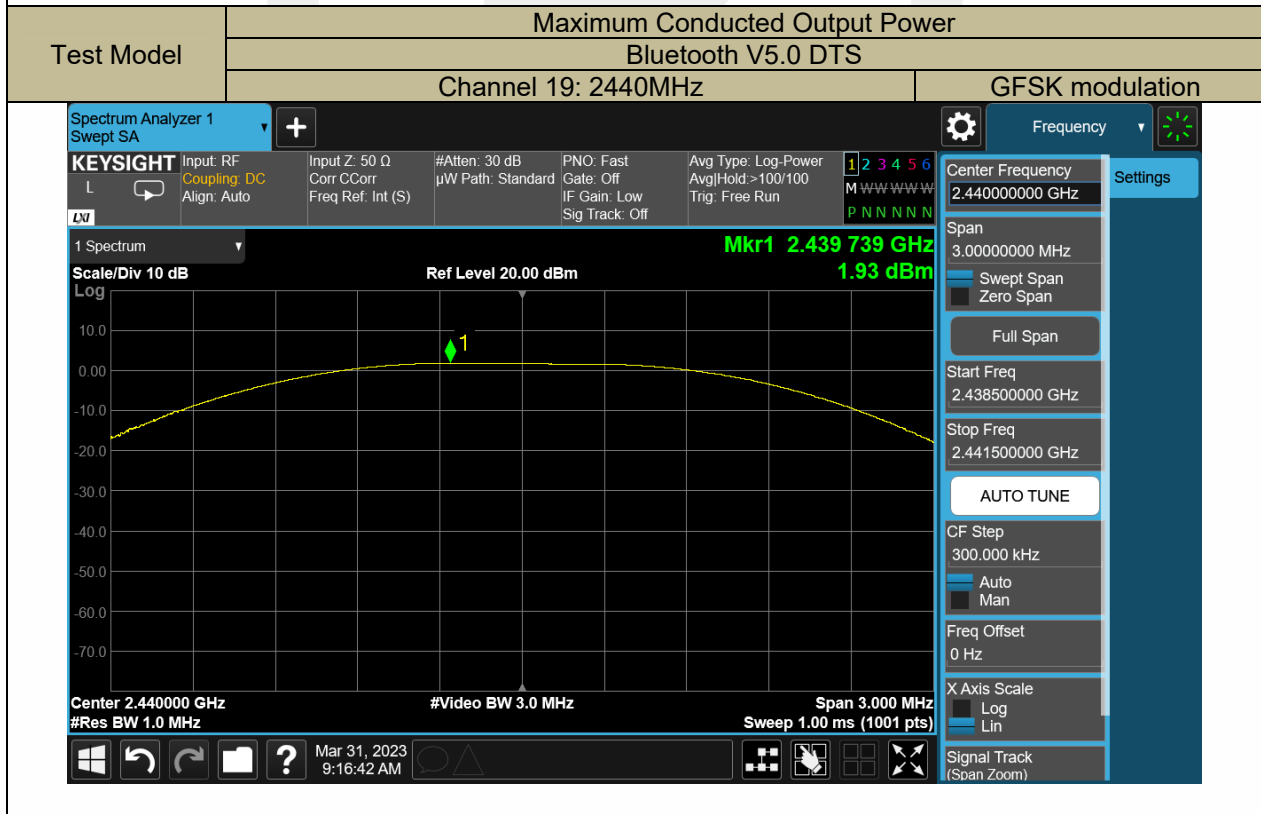 Test Model
Maximum Conducted Output Power
Bluetooth V5.0 DTS
Channel 19: 2440MHz
GFSK modulation
Spectrum Analyzer 1
Swept SA
+
Frequency
KEYSIGHT
L
LXI
Input: RF
Coupling: DC
Align: Auto
Input Z: 50 Ω
Corr CCorr
Freq Ref: Int (S)
#Atten: 30 dB
µW Path: Standard
PNO: Fast
Gate: Off
IF Gain: Low
Sig Track: Off
Avg Type: Log-Power
Avg|Hold:>100/100
Trig: Free Run
1 2 3 4 5 6
M W W W W W
P N N N N N
1 Spectrum
Scale/Div 10 dB
Log
Ref Level 20.00 dBm
Mkr1 2.439 739 GHz
1.93 dBm
1
10.0
0.00
-10.0
-20.0
-30.0
-40.0
-50.0
-60.0
-70.0
Center 2.440000 GHz
#Res BW 1.0 MHz
#Video BW 3.0 MHz
Span 3.000 MHz
Sweep 1.00 ms (1001 pts)
?
Mar 31, 2023
9:16:42 AM
Center Frequency
2.440000000 GHz
Settings
Span
3.00000000 MHz
Swept Span
Zero Span
Full Span
Start Freq
2.438500000 GHz
Stop Freq
2.441500000 GHz
AUTO TUNE
CF Step
300.000 kHz
Auto
Man
Freq Offset
0 Hz
X Axis Scale
Log
Lin
Signal Track
(Span Zoom)